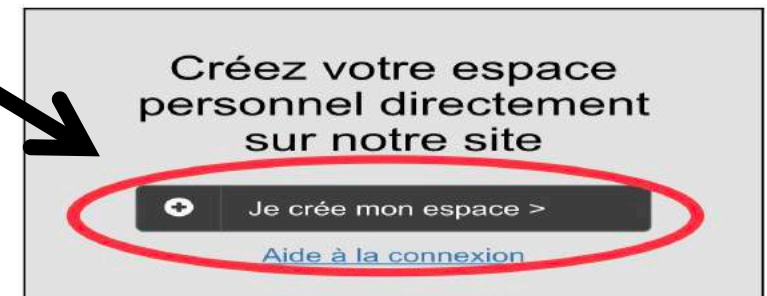 Créez votre espace
personnel directement
sur notre site
Je crée mon espace >
Aide à la connexion